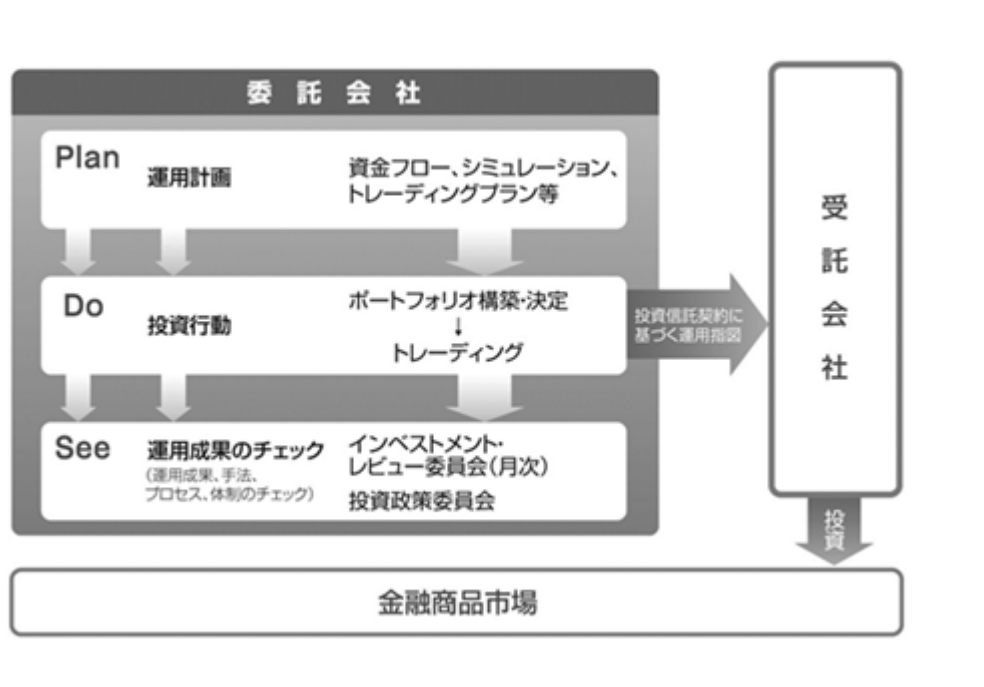 委託会社
Plan
運用計画
資金フロー、シミュレーション、
トレーディングプラン等
Do
投資行動
ポートフォリオ構築・決定
↓
トレーディング
投資信託契約に
基づく運用指図
See
運用成果のチェック
(運用成果、手法、
プロセス、体制のチェック)
インベストメント・
レビュー委員会(月次)
投資政策委員会
受託会社
投資
金融商品市場